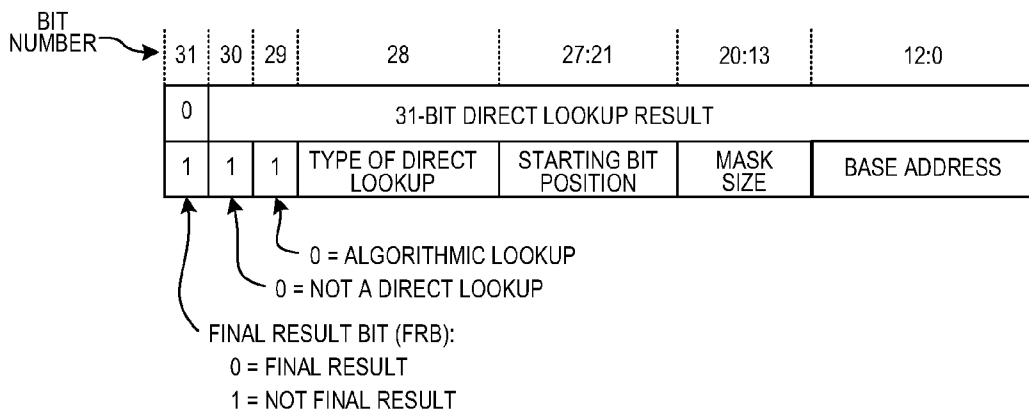 BIT
NUMBER
31 30 29 28 27:21 20:13 12:0
0 31-BIT DIRECT LOOKUP RESULT
1 1 1 TYPE OF DIRECT LOOKUP STARTING BIT POSITION MASK SIZE BASE ADDRESS
0 = ALGORITHMIC LOOKUP
0 = NOT A DIRECT LOOKUP
FINAL RESULT BIT (FRB):
0 = FINAL RESULT
1 = NOT FINAL RESULT